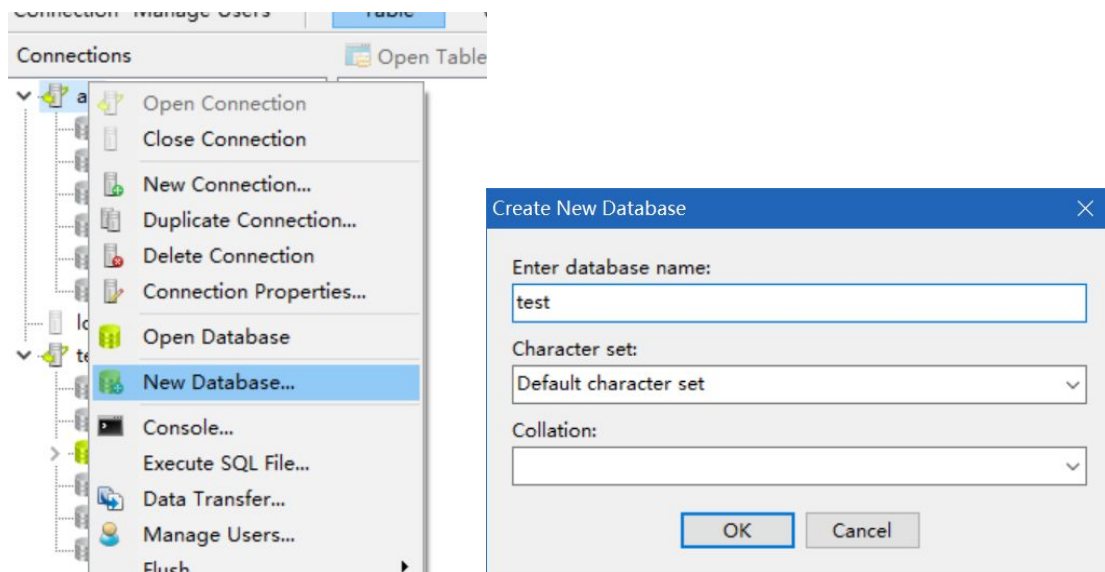 Connection Manage Users Table
Connections
Open Table
Open Connection
Close Connection
New Connection...
Duplicate Connection...
Delete Connection
Connection Properties...
Open Database
New Database...
Console...
Execute SQL File...
Data Transfer...
Manage Users...
Flush
Create New Database
Enter database name:
test
Character set:
Default character set
Collation:
OK Cancel